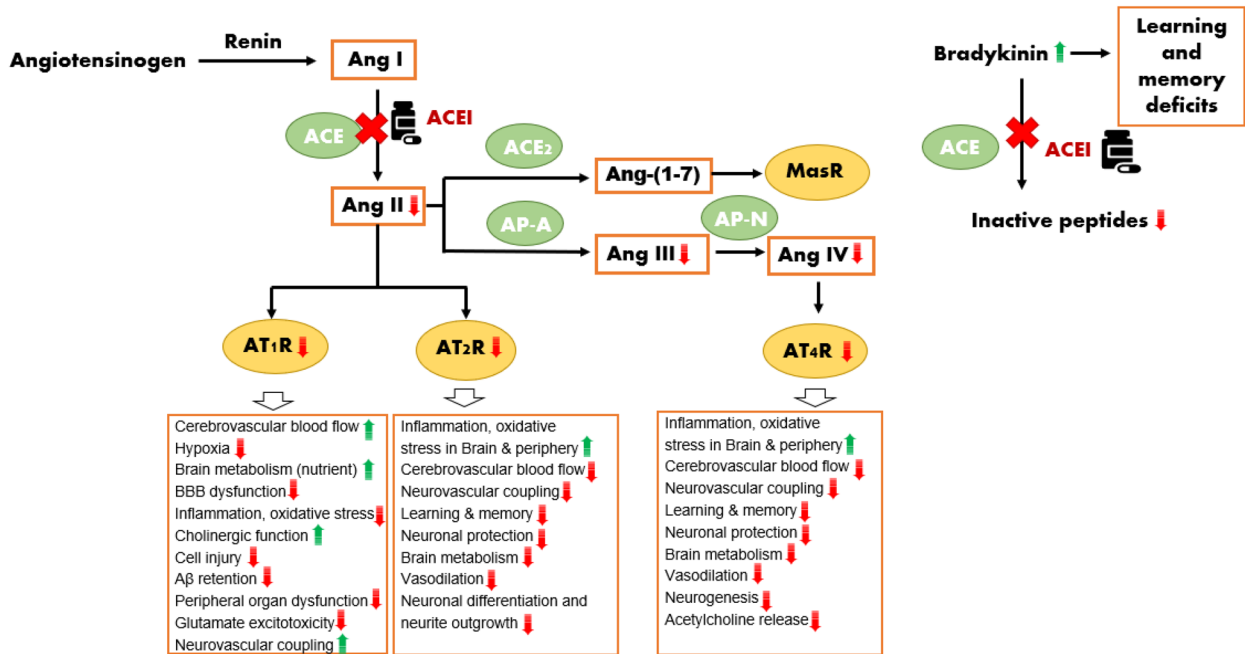 Angiotensinogen
Renin
Ang I
ACE
ACEI
Ang II
ACE₂
Ang-(1-7)
MasR
AP-A
Ang III
AP-N
Ang IV
AT₁R
AT₂R
AT₄R
Cerebrovascular blood flow
Hypoxia
Brain metabolism (nutrient)
BBB dysfunction
Inflammation, oxidative stress
Cholinergic function
Cell injury
Aβ retention
Peripheral organ dysfunction
Glutamate excitotoxicity
Neurovascular coupling
Inflammation, oxidative
stress in Brain & periphery
Cerebrovascular blood flow
Neurovascular coupling
Learning & memory
Neuronal protection
Brain metabolism
Vasodilation
Neuronal differentiation and
neurite outgrowth
Inflammation, oxidative
stress in Brain & periphery
Cerebrovascular blood flow
Neurovascular coupling
Learning & memory
Neuronal protection
Brain metabolism
Vasodilation
Neurogenesis
Acetylcholine release
Bradykinin
Learning
and
memory
deficits
ACE
ACEI
Inactive peptides